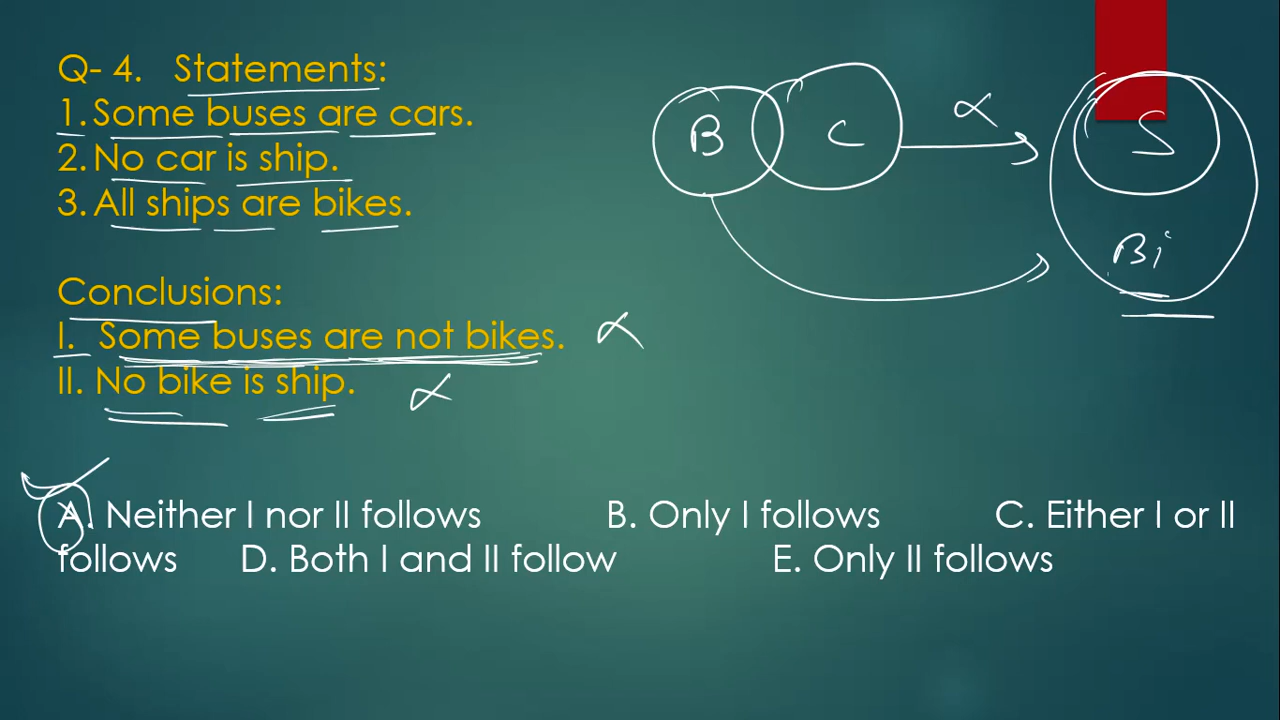 Q- 4. Statements:
1. Some buses are cars.
2. No car is ship.
3. All ships are bikes.
Conclusions:
I. Some buses are not bikes.
II. No bike is ship.
A. Neither I nor II follows B. Only I follows C. Either I or II
follows D. Both I and II follow E. Only II follows
B C S
Bi